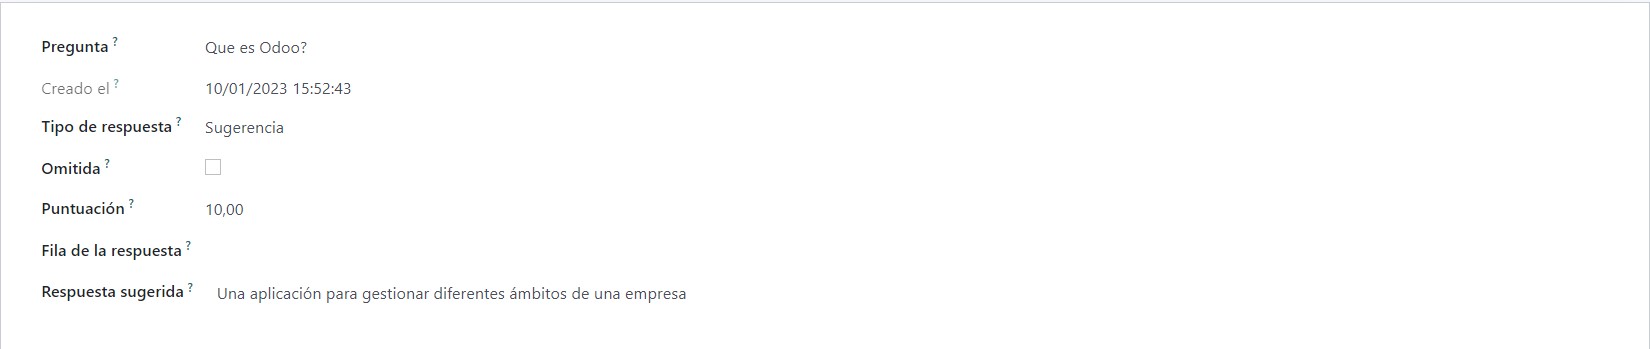 Pregunta ? Que es Odoo?
Creado el ? 10/01/2023 15:52:43
Tipo de respuesta ? Sugerencia
Omitida ?
Puntuación ? 10,00
Fila de la respuesta ?
Respuesta sugerida ? Una aplicación para gestionar diferentes ámbitos de una empresa